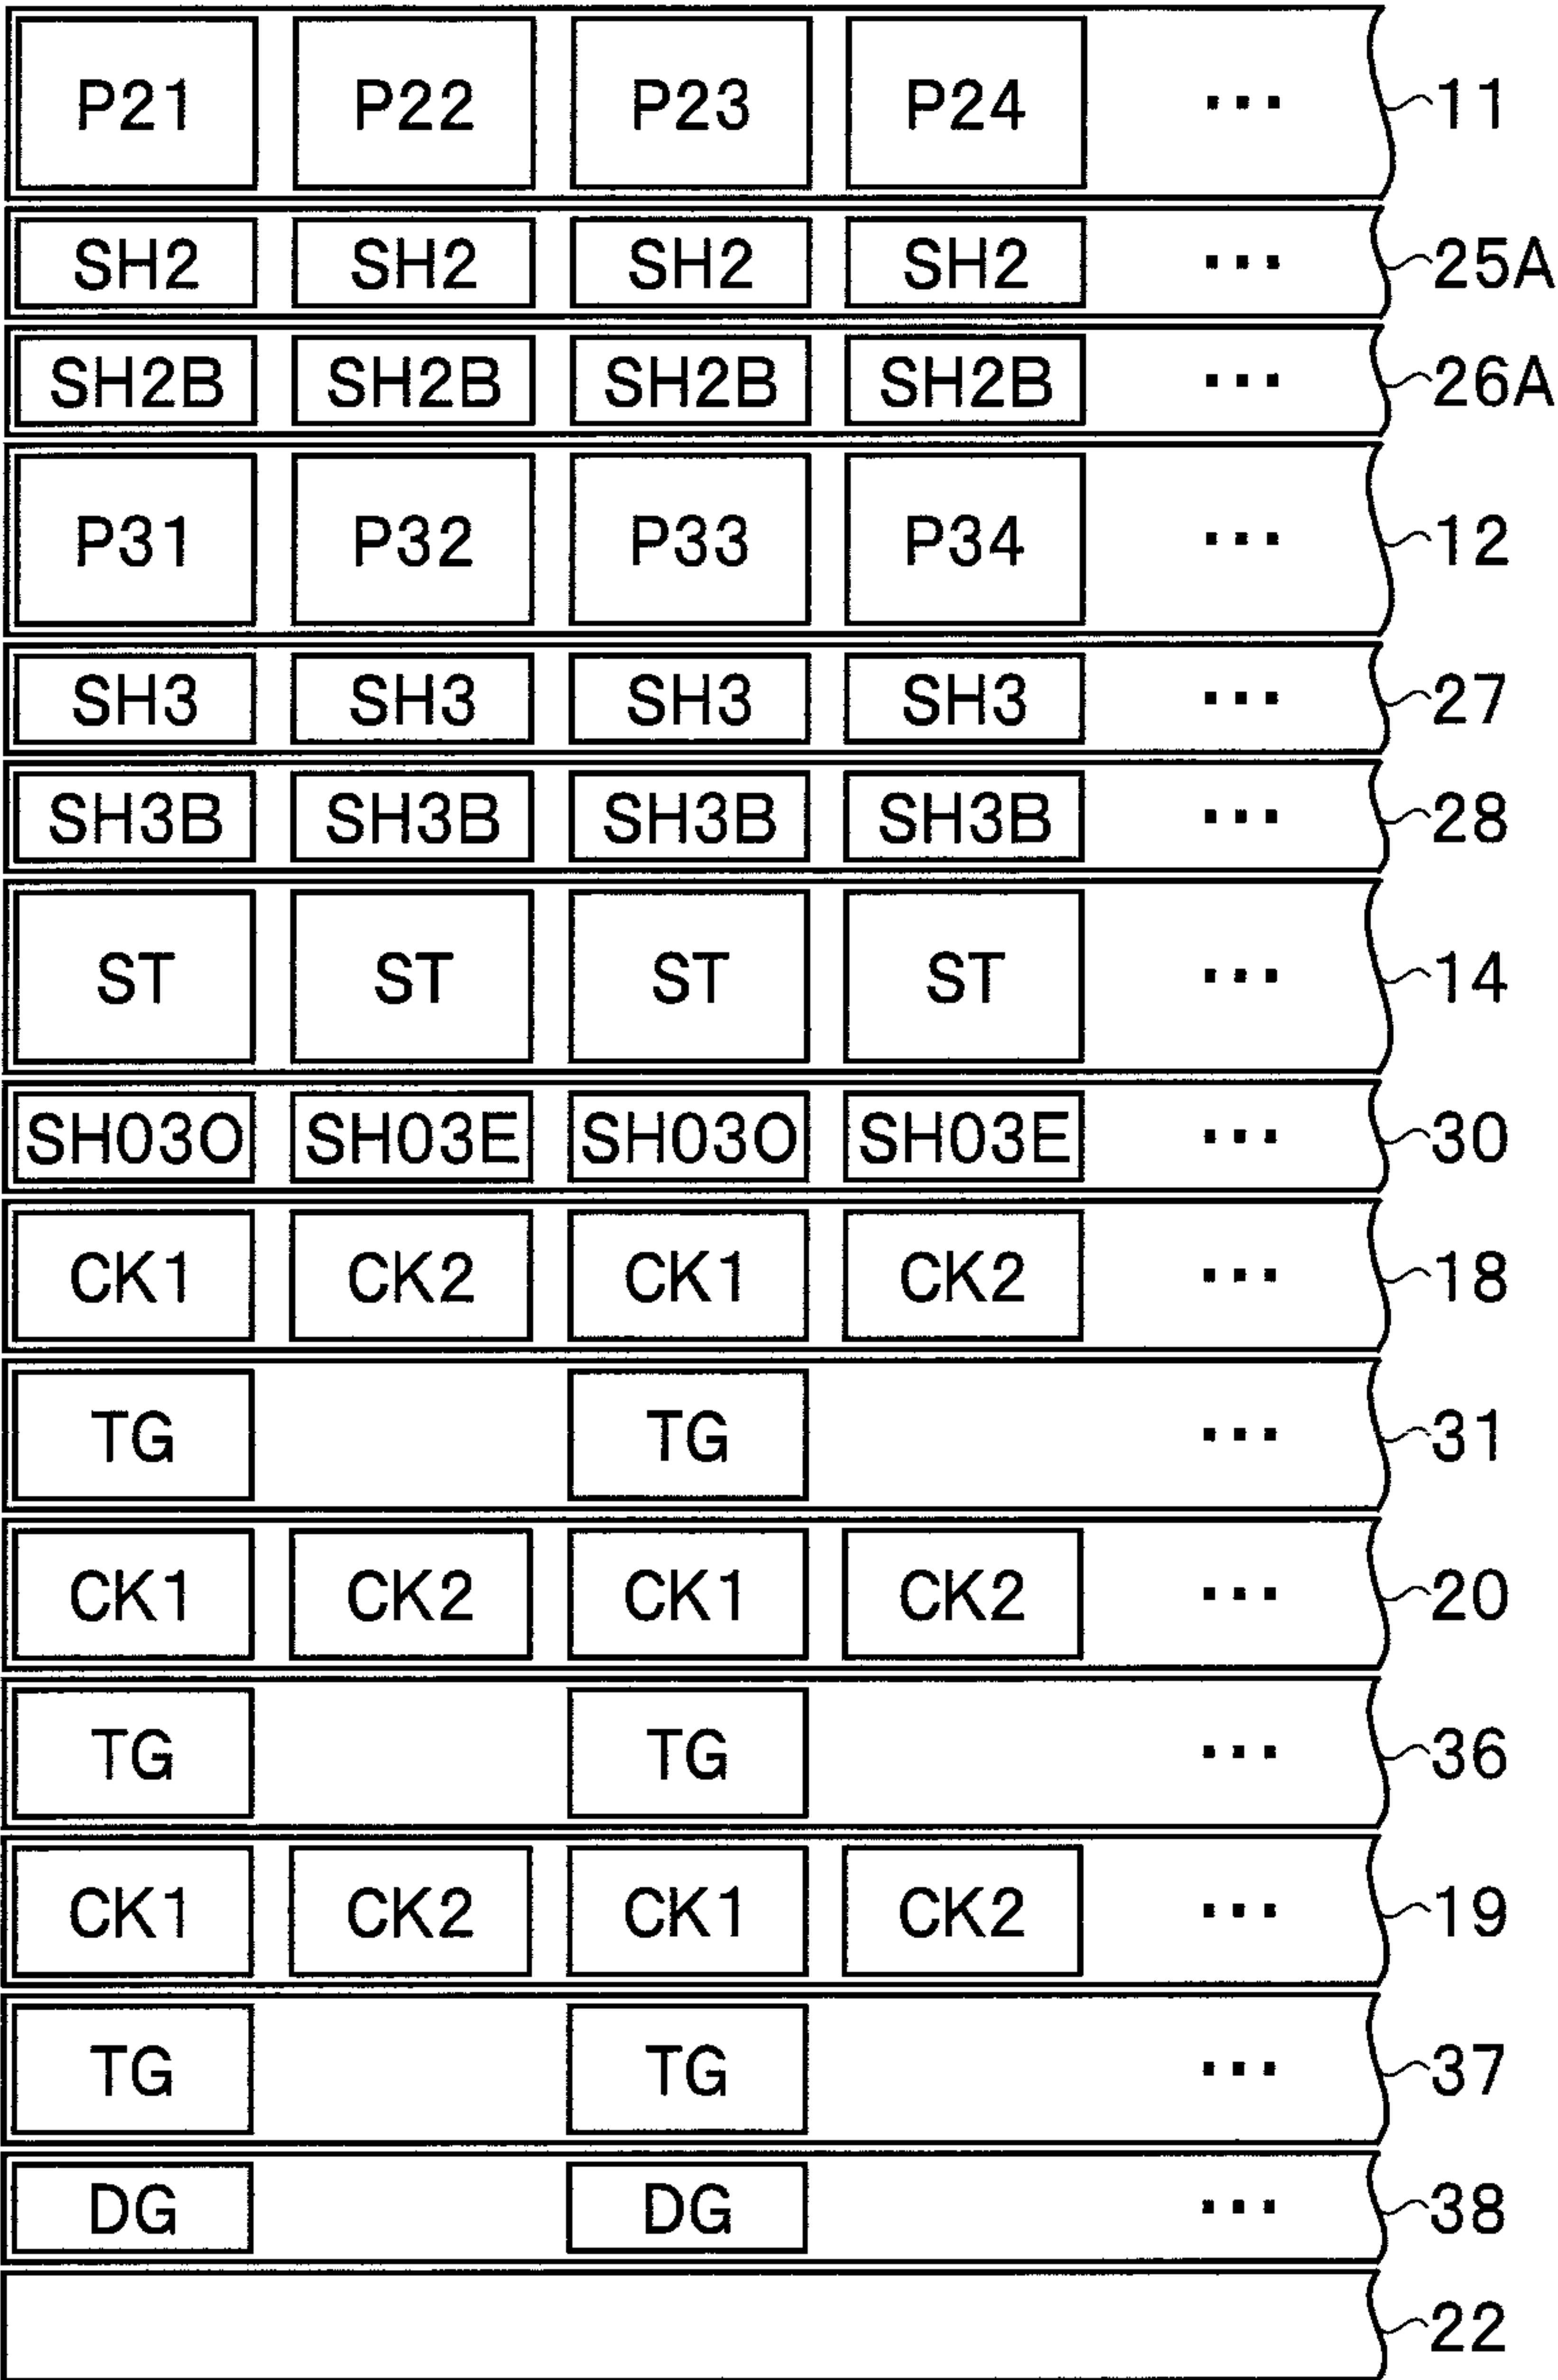 P21 P22 P23 P24 ... 11
SH2 SH2 SH2 SH2 ... 25A
SH2B SH2B SH2B SH2B ... 26A
P31 P32 P33 P34 ... 12
SH3 SH3 SH3 SH3 ... 27
SH3B SH3B SH3B SH3B ... 28
ST ST ST ST ... 14
SH03O SH03E SH03O SH03E ... 30
CK1 CK2 CK1 CK2 ... 18
TG TG ... 31
CK1 CK2 CK1 CK2 ... 20
TG TG ... 36
CK1 CK2 CK1 CK2 ... 19
TG TG ... 37
DG DG ... 38
22